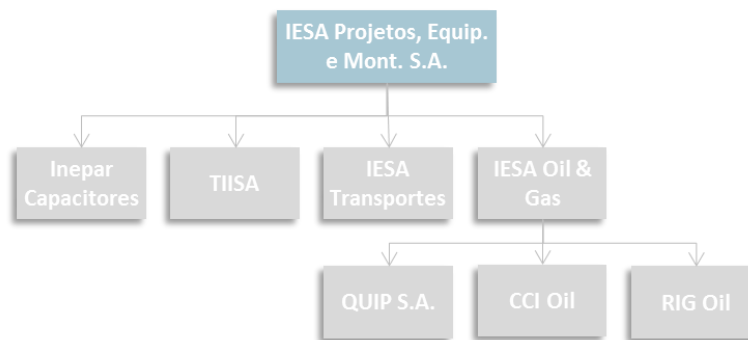 IESA Projetos, Equip.
e Mont. S.A.
Inepar
Capacitores
TIISA
IESA
Transportes
IESA Oil &
Gas
QUIP S.A.
CCI Oil
RIG Oil